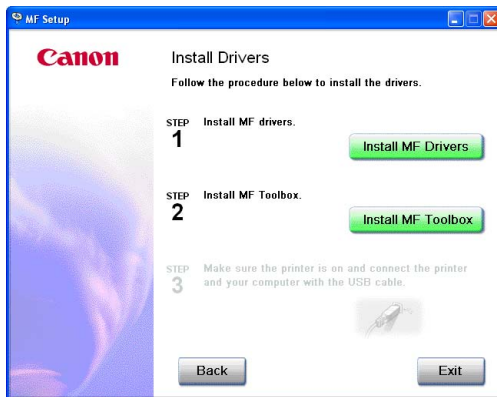 MF Setup
Canon
Install Drivers
Follow the procedure below to install the drivers.
STEP 1 Install MF drivers.
Install MF Drivers
STEP 2 Install MF Toolbox.
Install MF Toolbox
STEP 3 Make sure the printer is on and connect the printer
and your computer with the USB cable.
Back
Exit